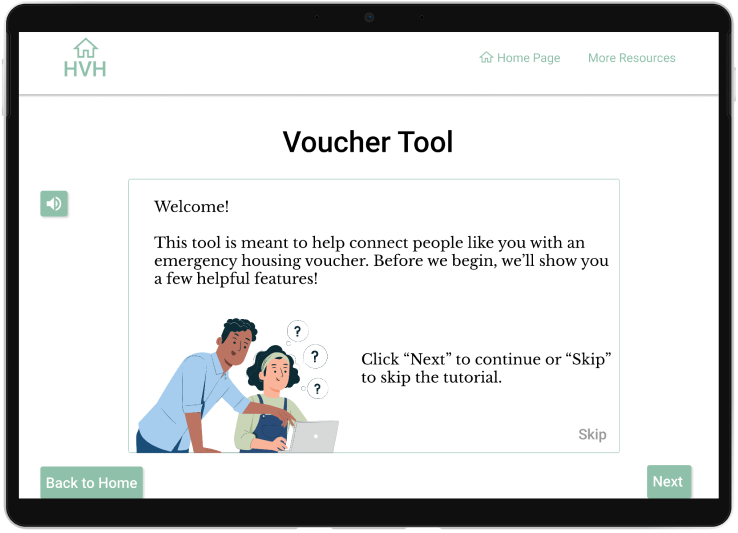 HVH
Home Page
More Resources
Voucher Tool
Welcome!
This tool is meant to help connect people like you with an
emergency housing voucher. Before we begin, we’ll show you
a few helpful features!
?
?
?
Click “Next” to continue or “Skip”
to skip the tutorial.
Skip
Back to Home
Next